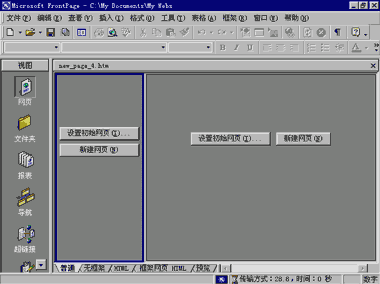 Microsoft FrontPage - C:\My Documents\My Webs
文件(F) 编辑(E) 查看(V) 插入(I) 格式(O) 工具(T) 表格(A) 框架(R) 窗口(W) 帮助(H)
视图
new_page_4.htm
网页
文件夹
报表
导航
超链接
设置初始网页(I)...
新建网页(N)
设置初始网页(I)...
新建网页(N)
普通 无框架 HTML 框架网页 HTML 预览
传输方式:28.8, 时间:0 秒
数字